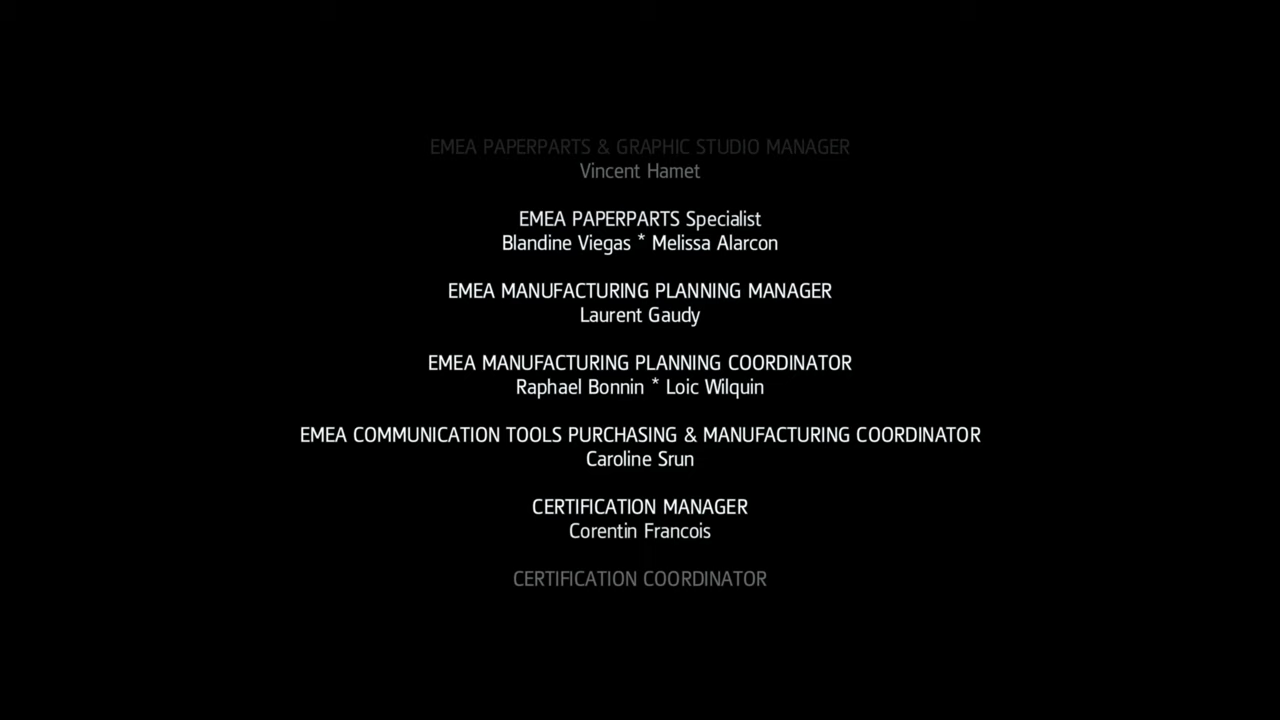 EMEA PAPERPARTS & GRAPHIC STUDIO MANAGER
Vincent Hamet
EMEA PAPERPARTS Specialist
Blandine Viegas * Melissa Alarcon
EMEA MANUFACTURING PLANNING MANAGER
Laurent Gaudy
EMEA MANUFACTURING PLANNING COORDINATOR
Raphael Bonnin * Loic Wilquin
EMEA COMMUNICATION TOOLS PURCHASING & MANUFACTURING COORDINATOR
Caroline Srun
CERTIFICATION MANAGER
Corentin Francois
CERTIFICATION COORDINATOR